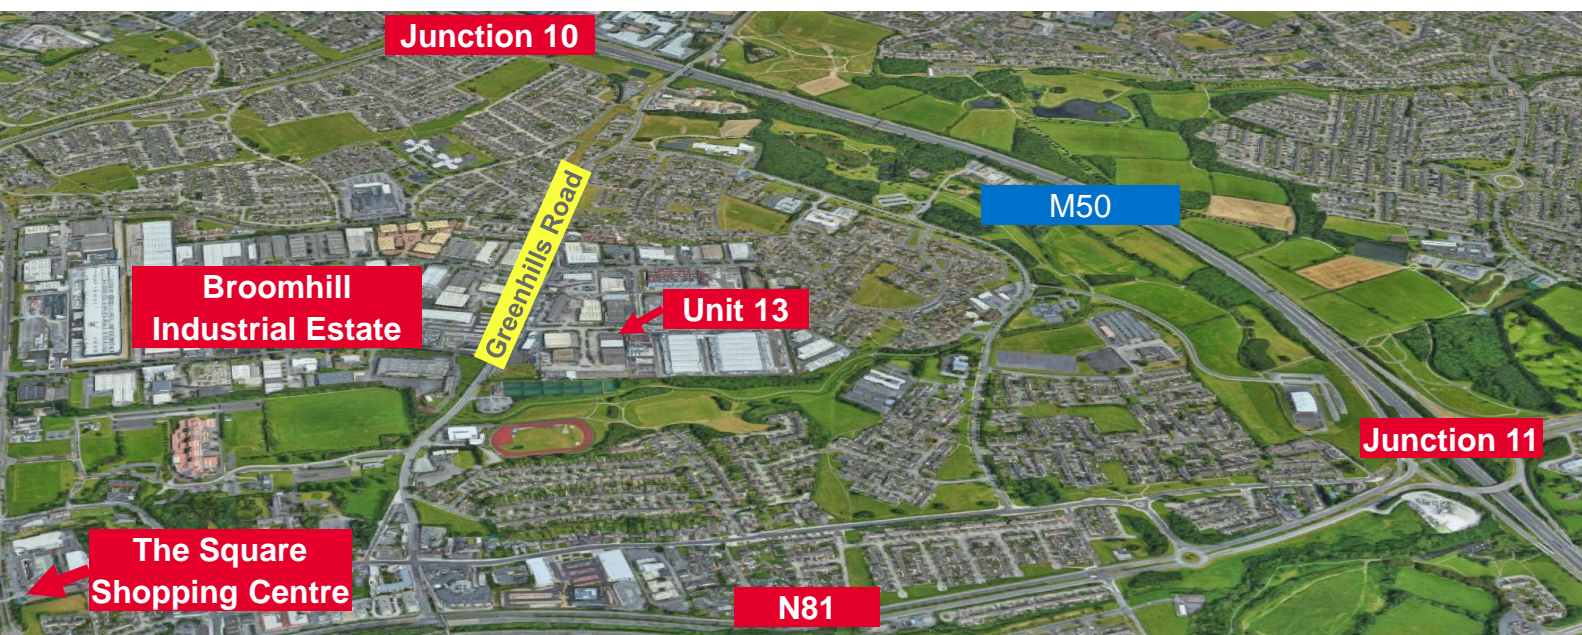 Junction 10
Greenhills Road
M50
Broomhill
Industrial Estate
Unit 13
Junction 11
The Square
Shopping Centre
N81